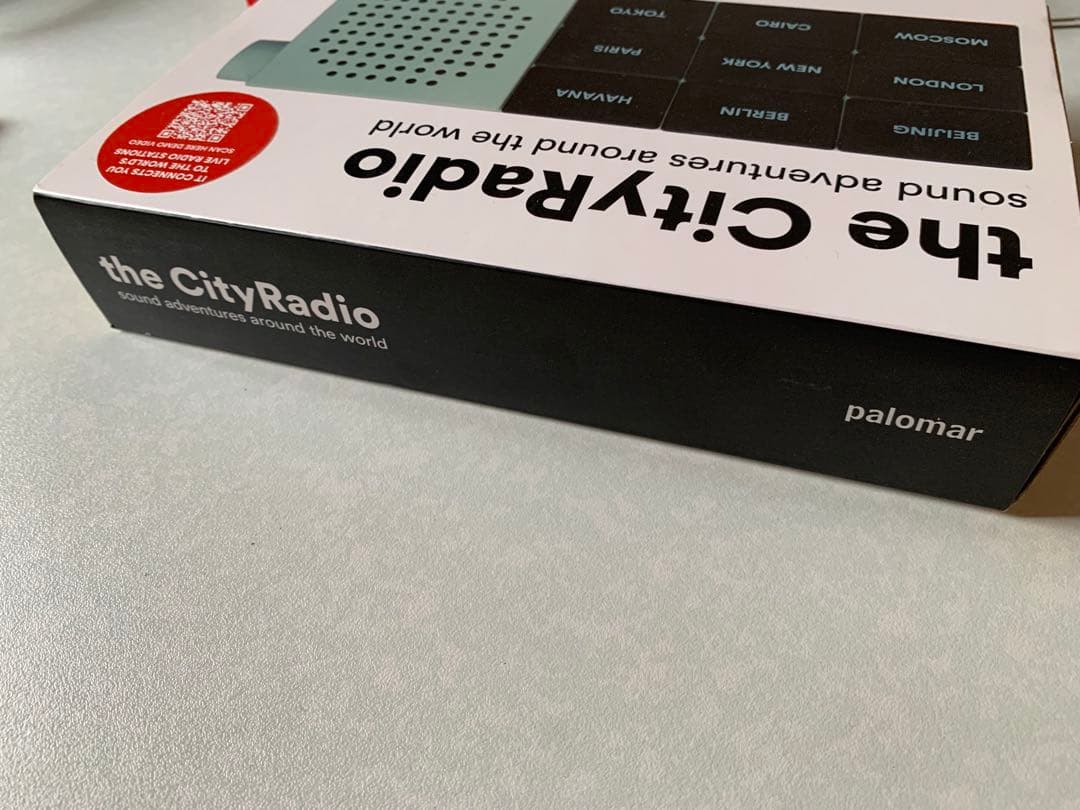 the CityRadio
sound adventures around the world
BEIJING
BERLIN
HAVANA
LONDON
NEW YORK
PARIS
MOSCOW
CAIRO
TOKYO
IT CONNECTS YOU
TO THE WORLD'S
LIVE RADIO STATIONS
SCAN HERE DEMO VIDEO
the CityRadio
sound adventures around the world
palomar